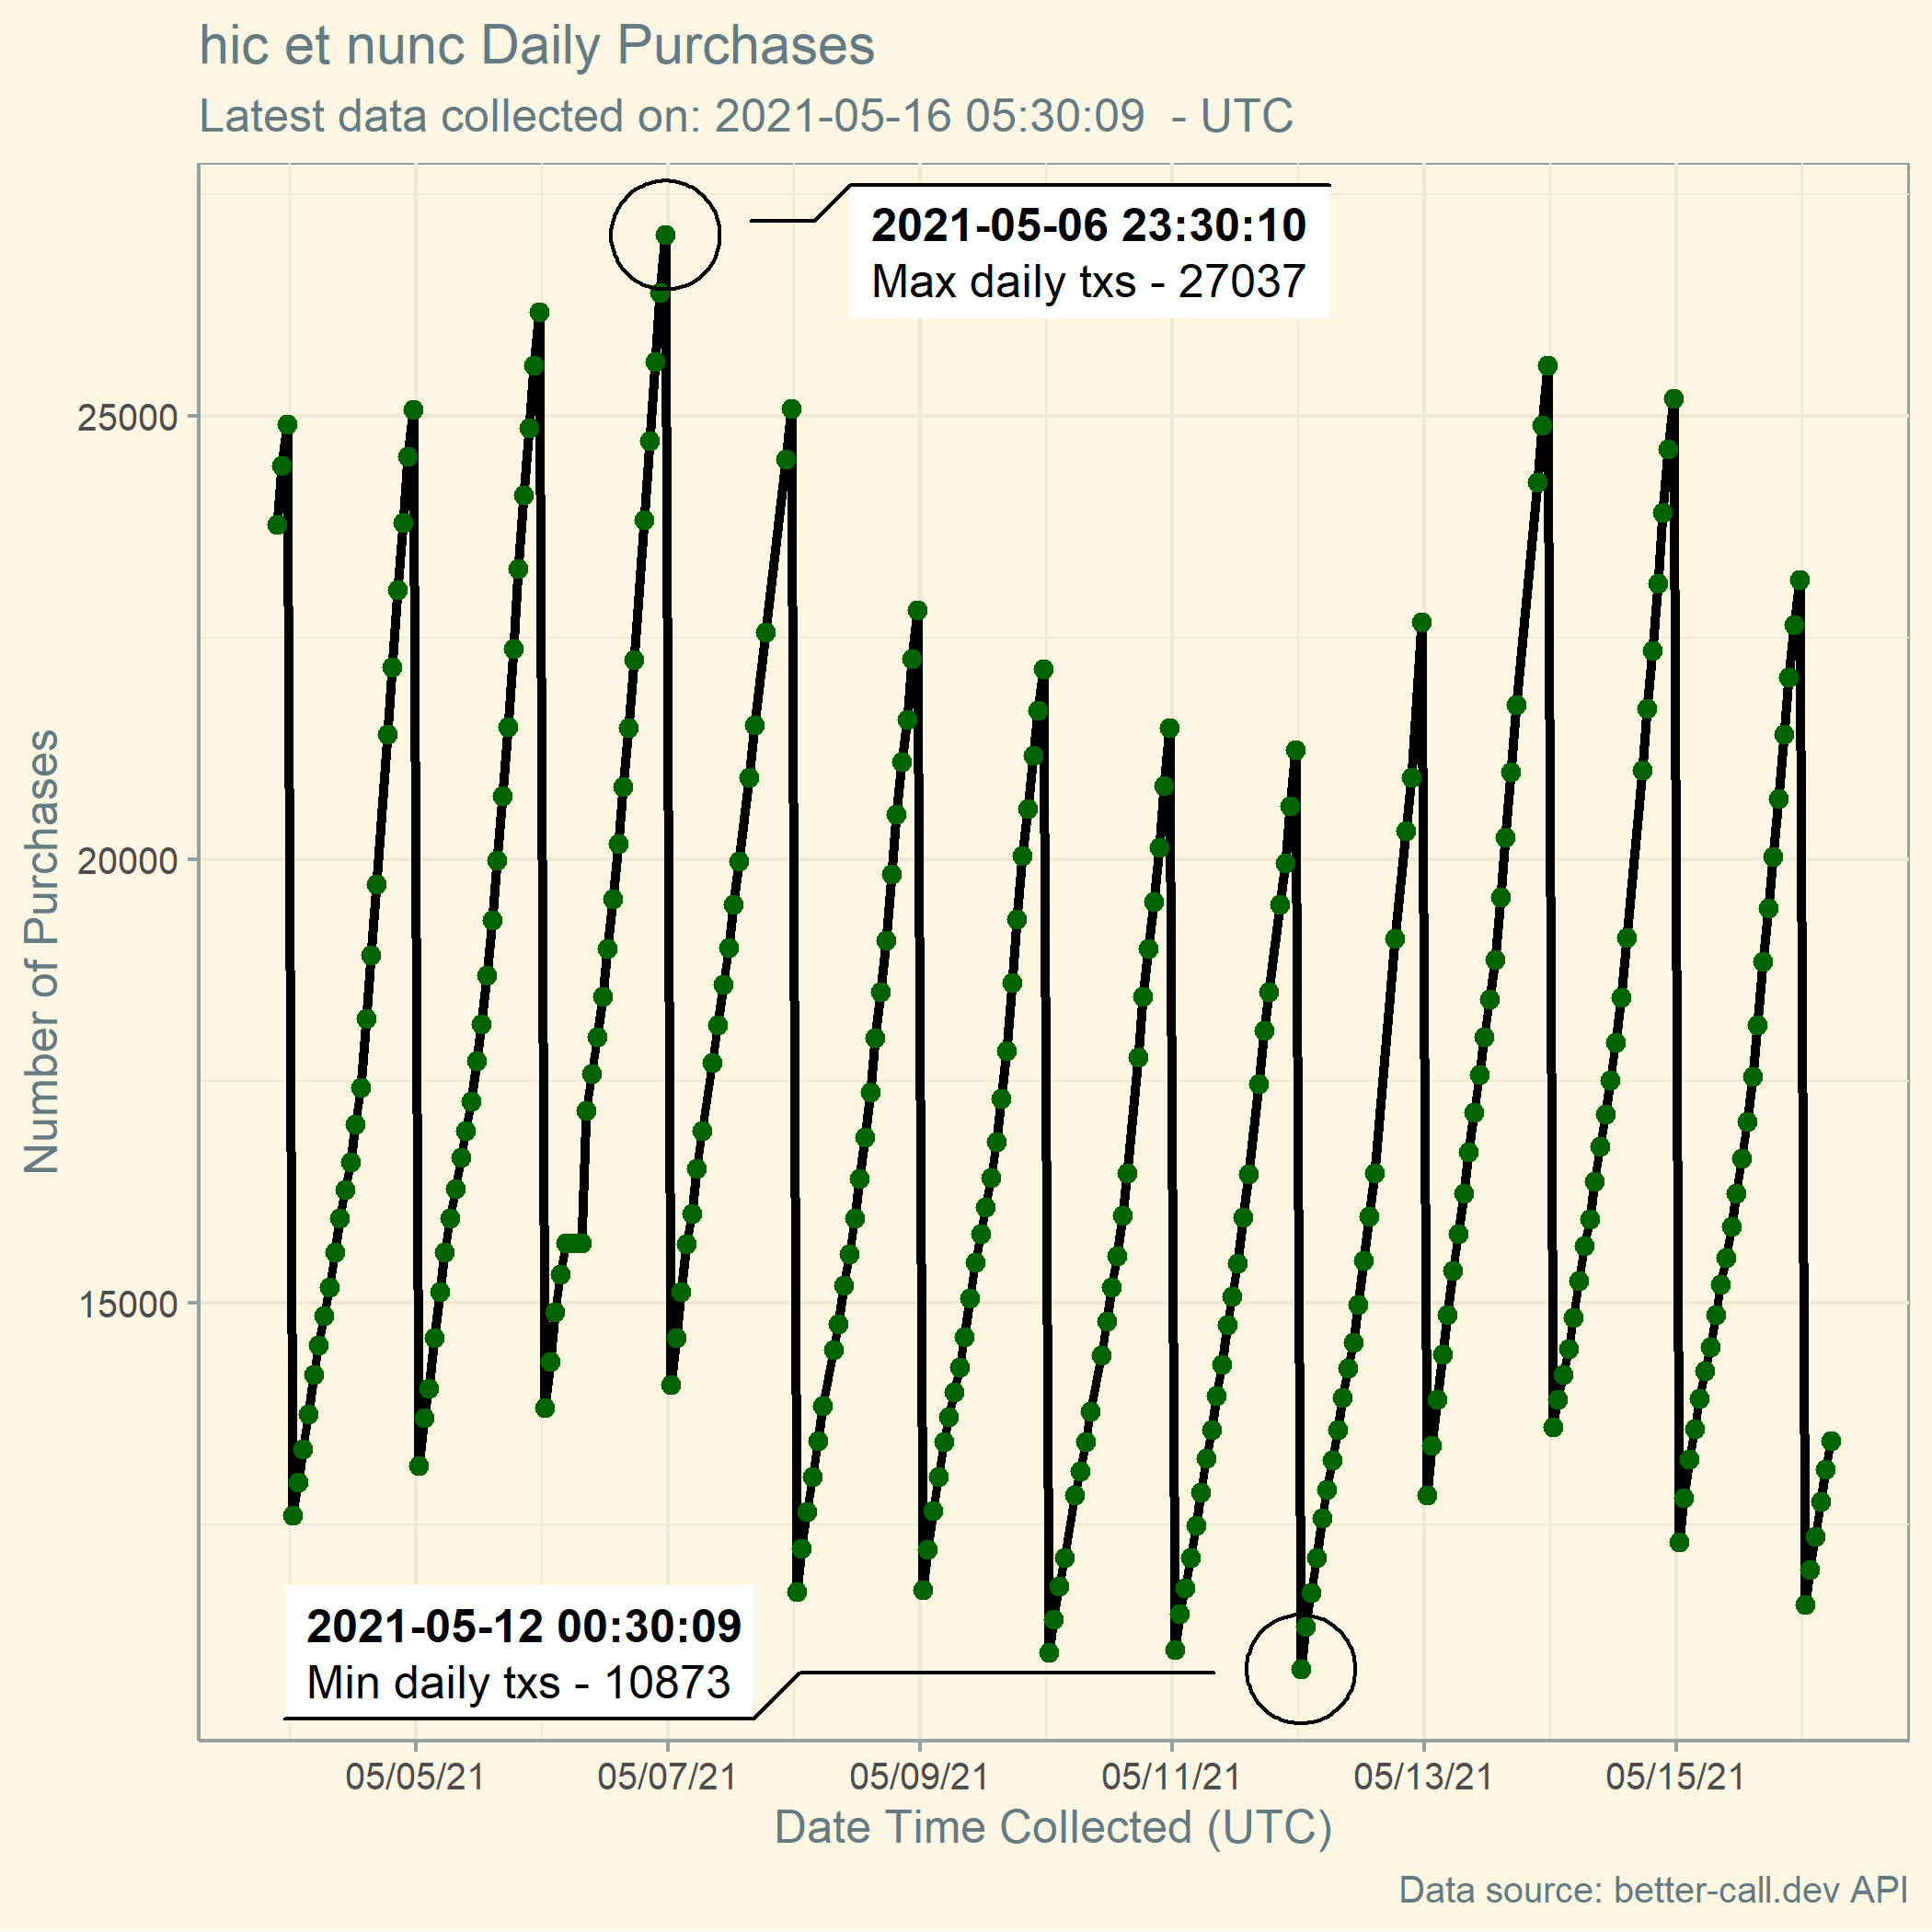 hic et nunc Daily Purchases
Latest data collected on: 2021-05-16 05:30:09  - UTC
2021-05-06 23:30:10
Max daily txs - 27037
25000
20000
15000
Number of Purchases
2021-05-12 00:30:09
Min daily txs - 10873
05/05/21 05/07/21 05/09/21 05/11/21 05/13/21 05/15/21
Date Time Collected (UTC)
Data source: better-call.dev API